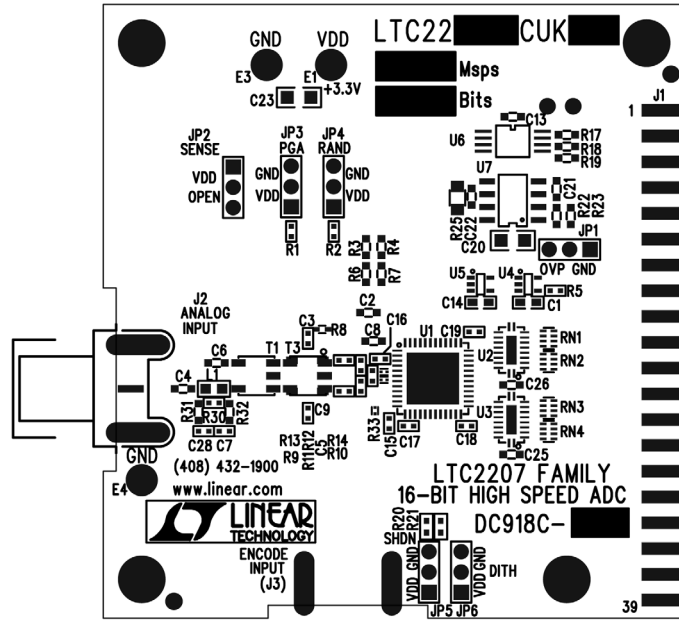 GND
VDD
E3
E1
+3.3V
C23
LTC22 CUK
Msps
Bits
J1
1
C13
U6
R17
R18
R19
U7
C21
R22
R23
R25
C22
C20
JP1
OVP GND
JP2
SENSE
VDD
OPEN
JP3
PGA
GND
VDD
R1
JP4
RAND
GND
VDD
R2
R3
R4
R6
R7
U5
U4
R5
C14
C1
J2
ANALOG
INPUT
C2
C3
R8
C8
C16
U1
C19
U2
RN1
RN2
C26
C6
T1
T3
C4
L1
R31
R30
R32
C28
C7
C9
R33
C15
C17
C18
U3
RN3
RN4
C25
R13
R9
R12
R11
C5
R14
R10
GND
E4
(408) 432-1900
www.linear.com
LINEAR
TECHNOLOGY
LTC2207 FAMILY
16-BIT HIGH SPEED ADC
DC918C-
ENCODE
INPUT
(J3)
SHDN
R20
R21
VDD GND
JP5
VDD GND
JP6
DITH
39